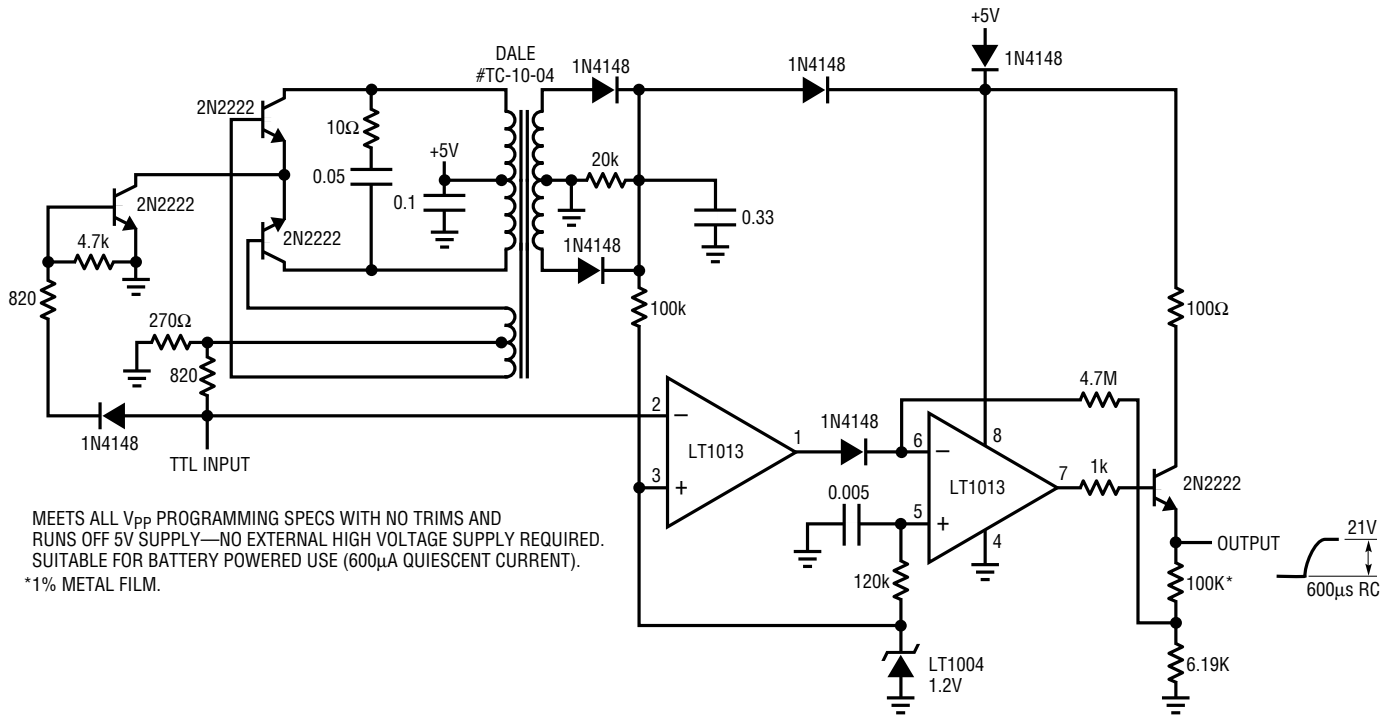 +5V
1N4148
DALE
#TC-10-04
1N4148
1N4148
2N2222
10Ω
+5V
20k
0.05
0.1
2N2222
0.33
2N2222
1N4148
4.7k
820
100k
100Ω
270Ω
820
4.7M
2
1N4148
6
8
1N4148
LT1013
1
TTL INPUT
LT1013
7
1k
2N2222
3
0.005
5
4
OUTPUT
21V
MEETS ALL VPP PROGRAMMING SPECS WITH NO TRIMS AND
RUNS OFF 5V SUPPLY—NO EXTERNAL HIGH VOLTAGE SUPPLY REQUIRED.
SUITABLE FOR BATTERY POWERED USE (600µA QUIESCENT CURRENT).
*1% METAL FILM.
120k
100K*
600µs RC
LT1004
1.2V
6.19K